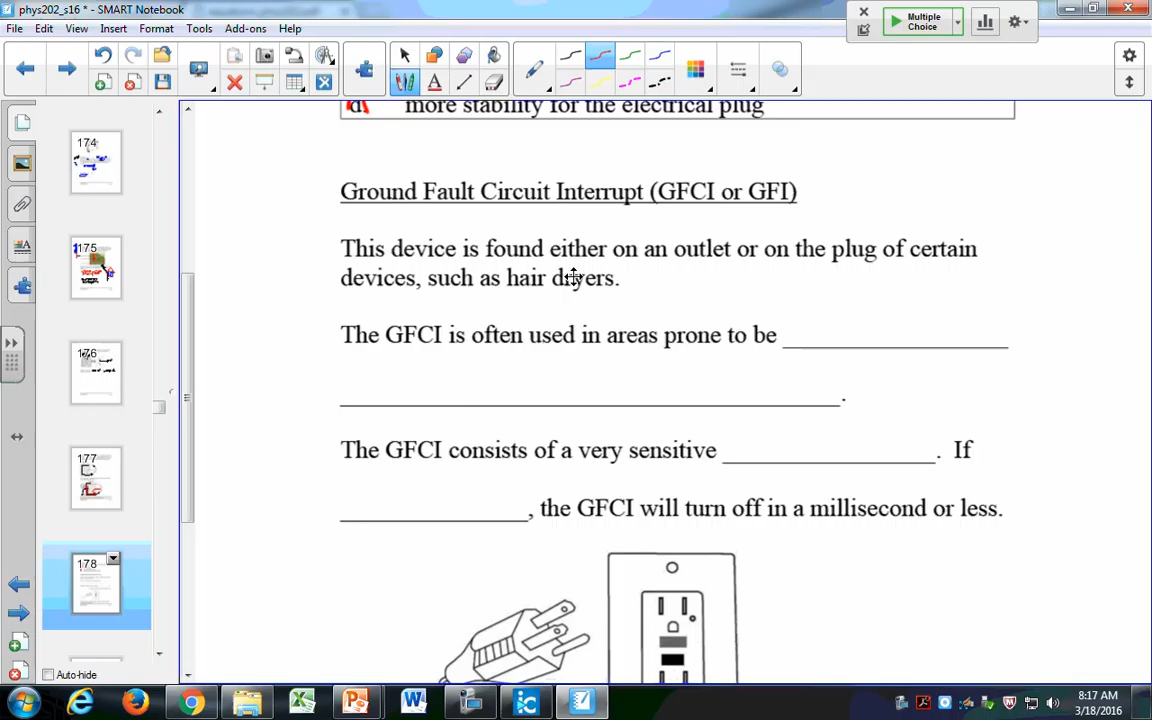 phys202_s16 * - SMART Notebook
File Edit View Insert Format Tools Add-ons Help
Multiple Choice
d) more stability for the electrical plug
Ground Fault Circuit Interrupt (GFCI or GFI)
This device is found either on an outlet or on the plug of certain
devices, such as hair dryers.
The GFCI is often used in areas prone to be ____________________
____________________.
The GFCI consists of a very sensitive ____________________. If
____________________, the GFCI will turn off in a millisecond or less.
174
175
176
177
178
Auto-hide
8:17 AM
3/18/2016